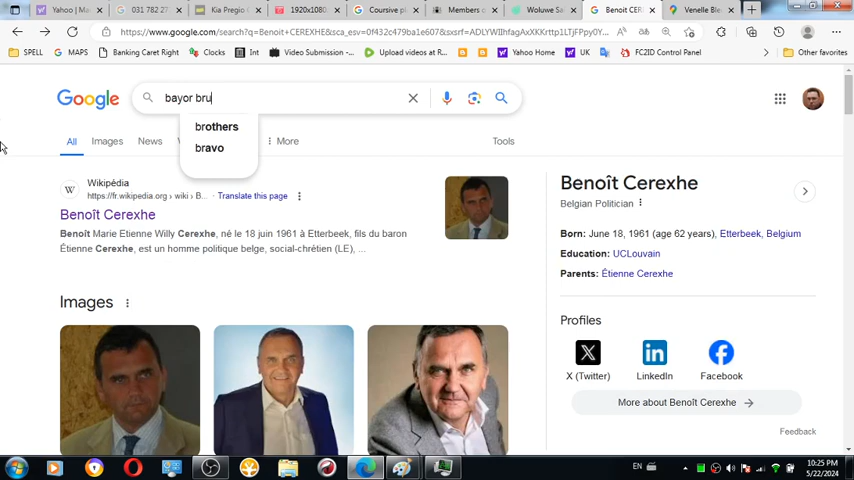 Yahoo | M
031 782 27
Kia Pregio C
1920x1080
Coursive pl
Members c
Woluwe Sa
Benoit CER
Venelle Ble
https://www.google.com/search?q=Benoit+CEREXHE&sca_esv=0f432c479ba1e607&sxsrf=ADLYWIIhfagAxXKKrttp1LTjFPpy0Y...
SPELL
MAPS
Banking Caret Right
Clocks
Int
Video Submission -...
Upload videos at R...
B
Yahoo Home
UK
FC2ID Control Panel
Other favorites
Google
bayor bru
brothers
bravo
All
Images
News
V
More
Tools
Wikipédia
https://fr.wikipedia.org › wiki › B...
Translate this page
Benoît Cerexhe
Benoît Marie Etienne Willy Cerexhe, né le 18 juin 1961 à Etterbeek, fils du baron
Étienne Cerexhe, est un homme politique belge, social-chrétien (LE), ...
Images
Benoît Cerexhe
Belgian Politician
Born: June 18, 1961 (age 62 years), Etterbeek, Belgium
Education: UCLouvain
Parents: Étienne Cerexhe
Profiles
X (Twitter)
LinkedIn
Facebook
More about Benoît Cerexhe
Feedback
EN
10:25 PM
5/22/2024